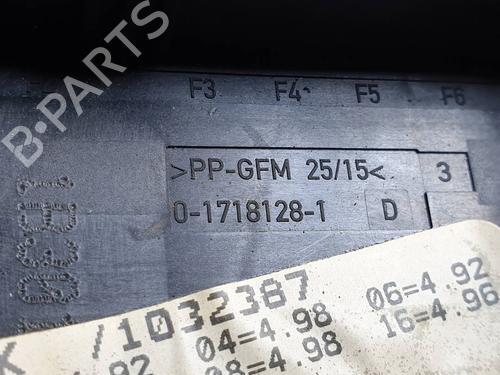 F3 F4 F5 F6
>PP-GFM 25/15< 3
0-1718128-1 D
/1032387
06=4.92
04=4.98 16=4.96
08=4.98
B-PARTS